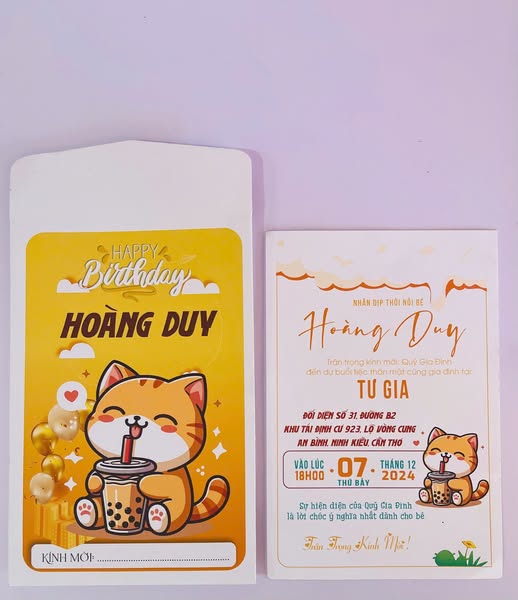 HAPPY
Birthday
HOÀNG DUY
KÍNH MỜI:
NHÂN DỊP THÔI NÔI BÉ
Hoàng Duy
Trân trọng kính mời: Quý Gia Đình
đến dự buổi tiệc thân mật cùng gia đình tại:
TƯ GIA
ĐỐI DIỆN SỐ 31, ĐƯỜNG B2
KHU TÁI ĐỊNH CƯ 923, LỘ VÒNG CUNG
AN BÌNH, NINH KIỀU, CẦN THƠ
VÀO LÚC
18H00
07
THỨ BẢY
THÁNG 12
2024
Sự hiện diện của Quý Gia Đình
là lời chúc ý nghĩa nhất dành cho bé
Trân Trọng Kính Mời !